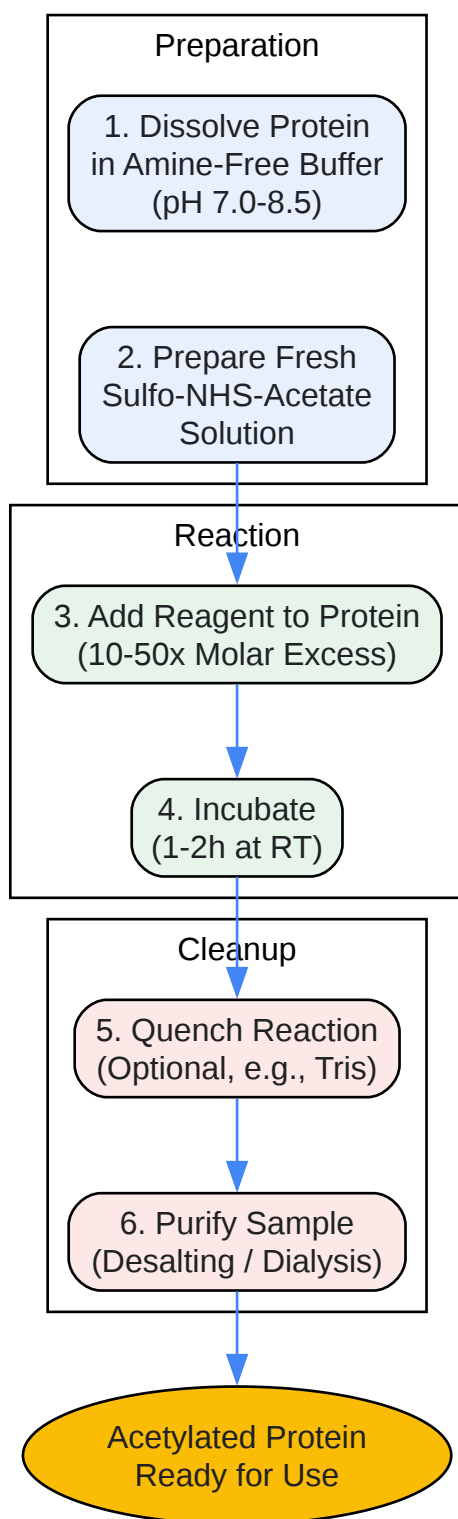 Preparation
1. Dissolve Protein
in Amine-Free Buffer
(pH 7.0-8.5)
2. Prepare Fresh
Sulfo-NHS-Acetate
Solution
Reaction
3. Add Reagent to Protein
(10-50x Molar Excess)
4. Incubate
(1-2h at RT)
Cleanup
5. Quench Reaction
(Optional, e.g., Tris)
6. Purify Sample
(Desalting / Dialysis)
Acetylated Protein
Ready for Use